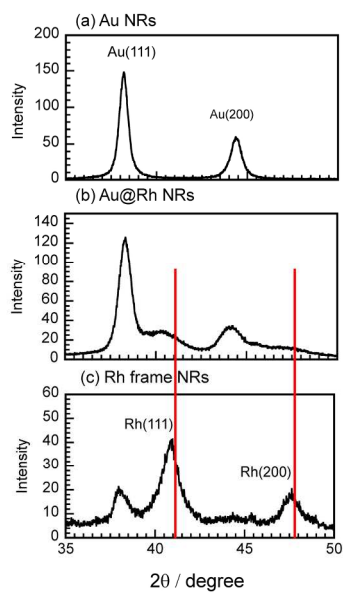 (a) Au NRs
200
Au(111)
150
Au(200)
100
50
0
Intensity
(b) Au@Rh NRs
140
120
100
80
60
40
20
0
Intensity
(c) Rh frame NRs
60
50
Rh(111)
40
Rh(200)
30
20
10
0
Intensity
35 40 45 50
2θ / degree